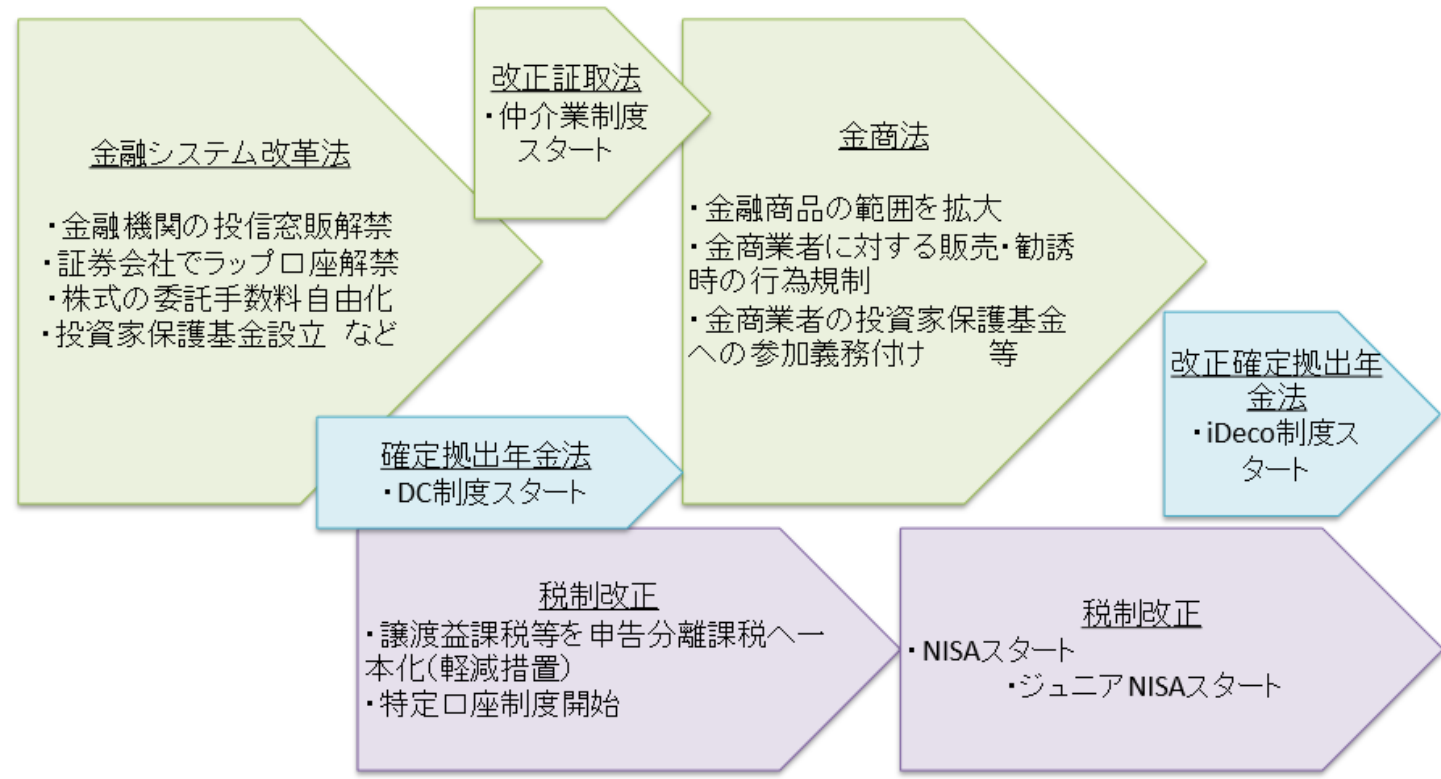 金融システム改革法
・金融機関の投信窓販解禁
・証券会社でラップ口座解禁
・株式の委託手数料自由化
・投資家保護基金設立 など
改正証取法
・仲介業制度
スタート
金商法
・金融商品の範囲を拡大
・金商業者に対する販売・勧誘
時の行為規制
・金商業者の投資家保護基金
への参加義務付け 等
改正確定拠出年
金法
・iDeco制度ス
タート
確定拠出年金法
・DC制度スタート
税制改正
・譲渡益課税等を申告分離課税へ一
本化(軽減措置)
・特定口座制度開始
税制改正
・NISAスタート
・ジュニアNISAスタート